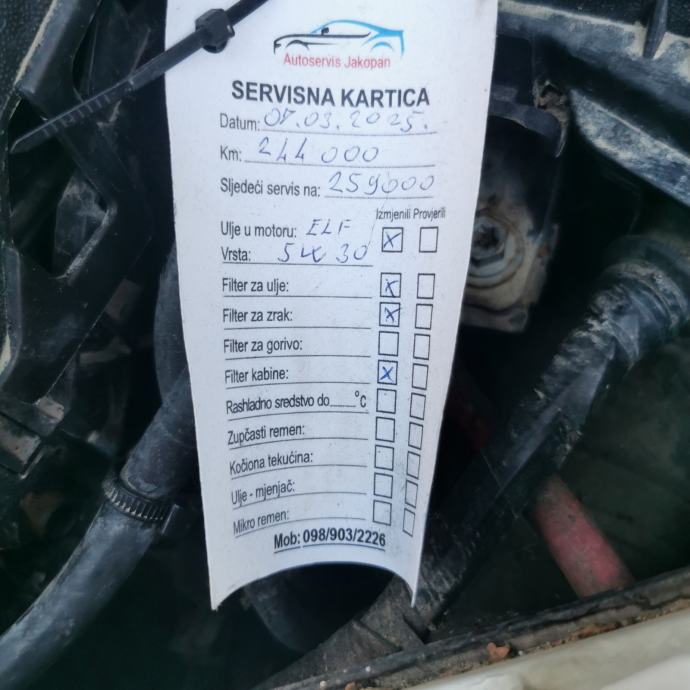 Autoservis Jakopan
SERVISNA KARTICA
Datum: 07.03.2025.
Km: 244 000
Sljedeći servis na: 259000
Izmjenili Provjerili
Ulje u motoru: ELF
Vrsta: 5W30
Filter za ulje: X
Filter za zrak: X
Filter za gorivo:
Filter kabine: X
Rashladno sredstvo do °C
Zupčasti remen:
Kočiona tekućina:
Ulje - mjenjač:
Mikro remen:
Mob: 098/903/2226